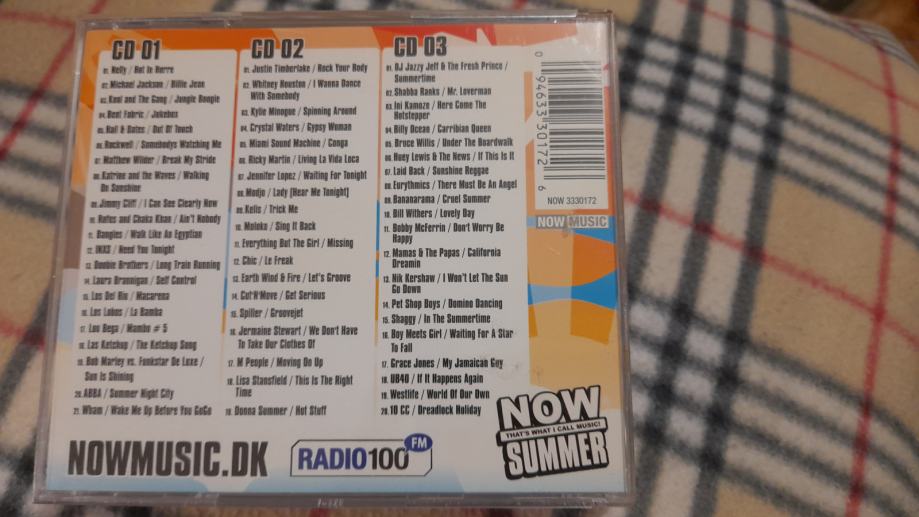 CD 01
01. Nelly / Hot In Herre
02. Michael Jackson / Billie Jean
03. Kool and The Gang / Jungle Boogie
04. Beat Fabric / Jukebox
05. Hall & Oates / Out Of Touch
06. Rockwell / Somebodys Watching Me
07. Matthew Wilder / Break My Stride
08. Katrine and the Waves / Walking
On Sunshine
09. Jimmy Cliff / I Can See Clearly Now
10. Rufos and Chaka Khan / Ain't Nobody
11. Bangles / Walk Like An Egyptian
12. INXS / Need You Tonight
13. Doobie Brothers / Long Train Running
14. Laura Brannigan / Self Control
15. Los Del Rio / Macarena
16. Los Lobos / La Bamba
17. Lou Bega / Mambo # 5
18. Las Ketchup / The Ketchup Song
19. Bob Marley vs. Funkstar De Luxe /
Sun Is Shining
20. ABBA / Summer Night City
21. Wham / Wake Me Up Before You GoGo
CD 02
01. Justin Timberlake / Rock Your Body
02. Whitney Houston / I Wanna Dance
With Somebody
03. Kylie Minogue / Spinning Around
04. Crystal Waters / Gypsy Woman
05. Miami Sound Machine / Conga
06. Ricky Martin / Living La Vida Loca
07. Jennifer Lopez / Waiting For Tonight
08. Modjo / Lady [Hear Me Tonight]
09. Kelis / Trick Me
10. Moloko / Sing It Back
11. Everything But The Girl / Missing
12. Chic / Le Freak
13. Earth Wind & Fire / Let's Groove
14. Cut'N'Move / Get Serious
15. Spiller / Groovejet
16. Jermaine Stewart / We Don't Have
To Take Our Clothes Of
17. M People / Moving On Up
18. Lisa Stansfield / This Is The Right
Time
19. Donna Summer / Hot Stuff
CD 03
01. DJ Jazzy Jeff & The Fresh Prince /
Summertime
02. Shabba Ranks / Mr. Loverman
03. Ini Kamoze / Here Come The
Hotstepper
04. Billy Ocean / Carribian Queen
05. Bruce Willis / Under The Boardwalk
06. Huey Lewis & The News / If This Is It
07. Laid Back / Sunshine Reggae
08. Eurythmics / There Must Be An Angel
09. Bananarama / Cruel Summer
10. Bill Withers / Lovely Day
11. Bobby McFerrin / Don't Worry Be
Happy
12. Mamas & The Papas / California
Dreamin
13. Nik Kershaw / I Won't Let The Sun
Go Down
14. Pet Shop Boys / Domino Dancing
15. Shaggy / In The Summertime
16. Boy Meets Girl / Waiting For A Star
To Fall
17. Grace Jones / My Jamaican Guy
18. UB40 / If It Happens Again
19. Westlife / World Of Our Own
20. 10 CC / Dreadlock Holiday
0 94633 30172 6
NOW 3330172
NOW MUSIC
NOWMUSIC.DK
RADIO100 FM
NOW
THAT'S WHAT I CALL MUSIC!
SUMMER